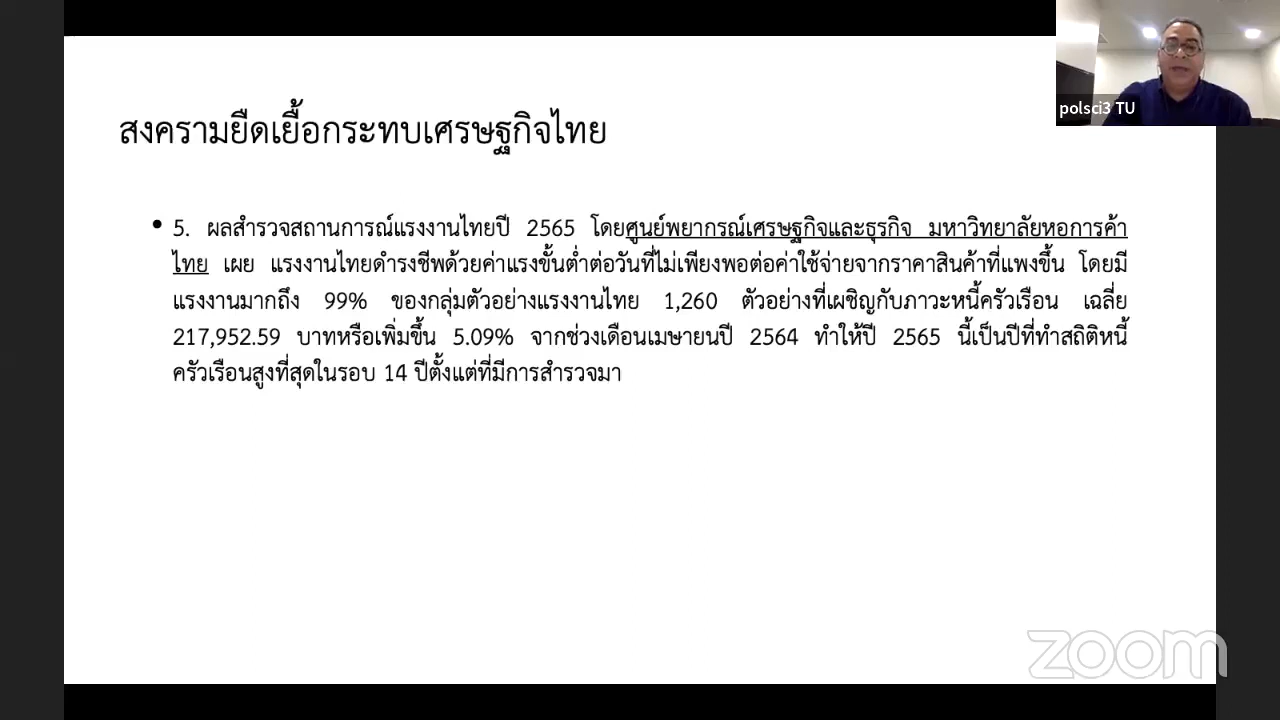 polsci3 TU
สงครามยืดเยื้อกระทบเศรษฐกิจไทย
• 5. ผลสำรวจสถานการณ์แรงงานไทยปี 2565 โดยศูนย์พยากรณ์เศรษฐกิจและธุรกิจ มหาวิทยาลัยหอการค้า
ไทย เผย แรงงานไทยดำรงชีพด้วยค่าแรงขั้นต่ำต่อวันที่ไม่เพียงพอต่อค่าใช้จ่ายจากราคาสินค้าที่แพงขึ้น โดยมี
แรงงานมากถึง 99% ของกลุ่มตัวอย่างแรงงานไทย 1,260 ตัวอย่างที่เผชิญกับภาวะหนี้ครัวเรือน เฉลี่ย
217,952.59 บาทหรือเพิ่มขึ้น 5.09% จากช่วงเดือนเมษายนปี 2564 ทำให้ปี 2565 นี้เป็นปีที่ทำสถิติหนี้
ครัวเรือนสูงที่สุดในรอบ 14 ปีตั้งแต่ที่มีการสำรวจมา
zoom